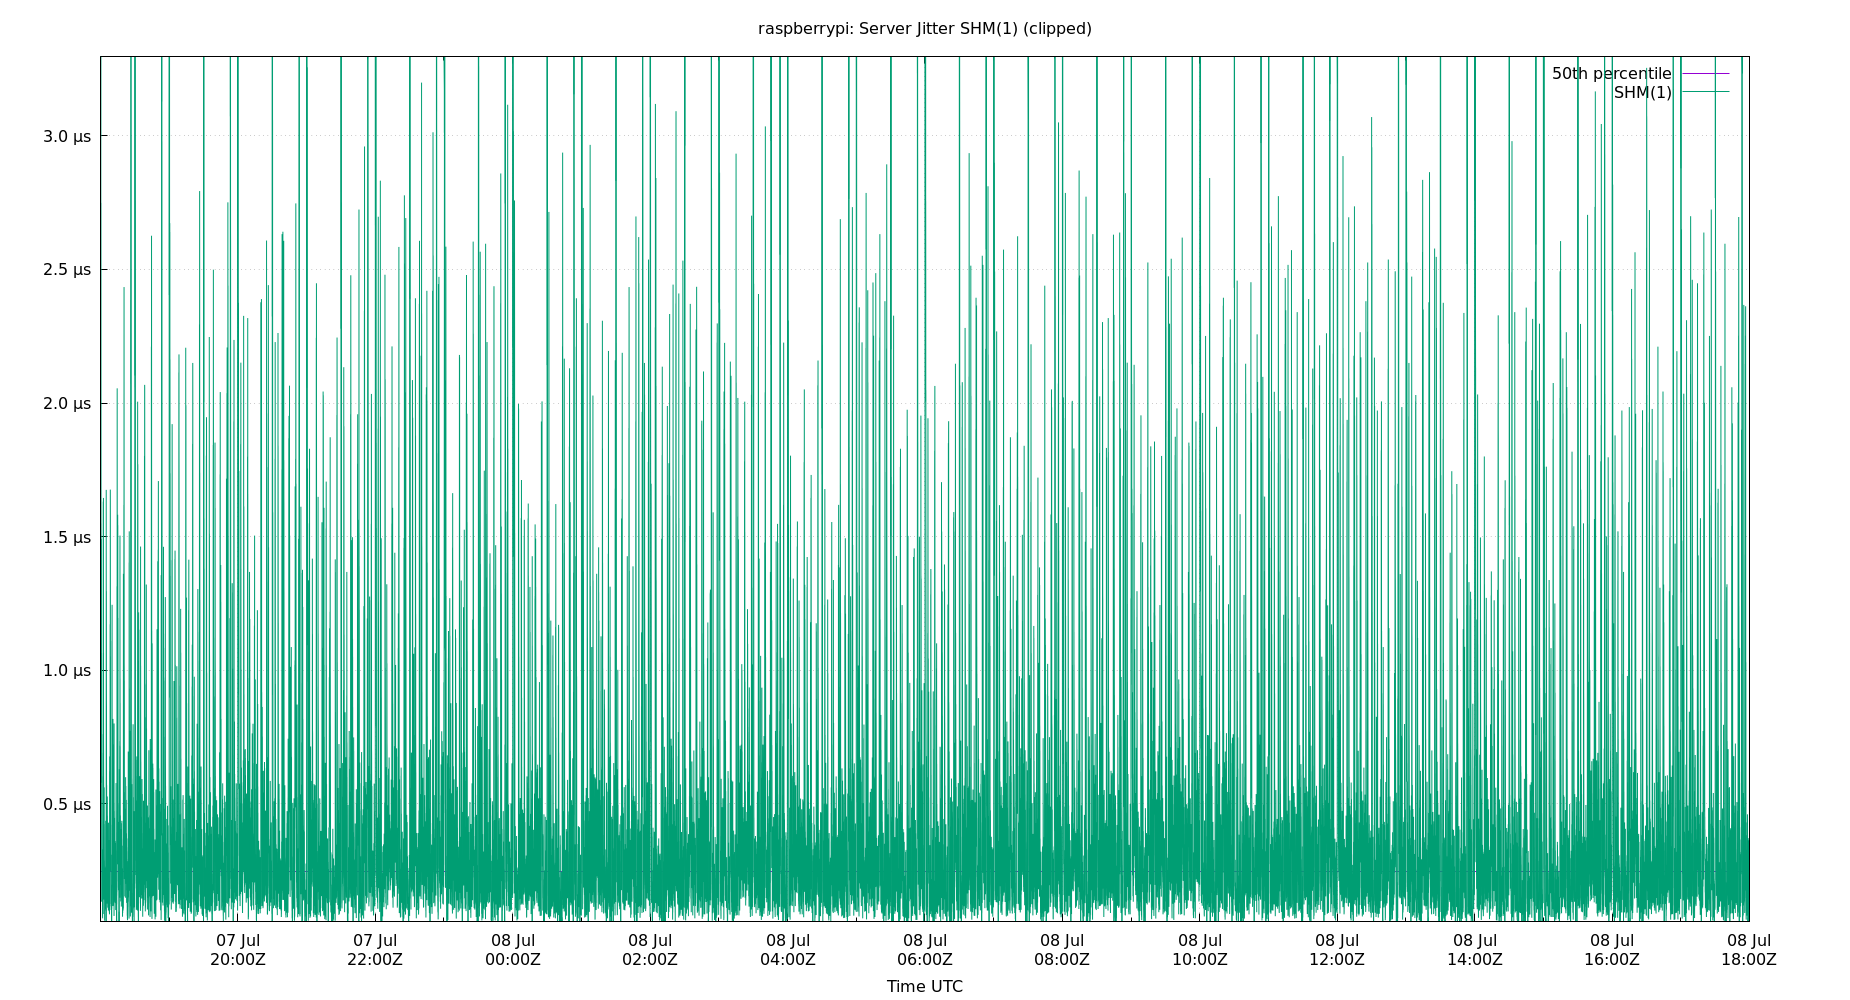 raspberrypi: Server Jitter SHM(1) (clipped)
50th percentile
SHM(1)
3.0 µs
2.5 µs
2.0 µs
1.5 µs
1.0 µs
0.5 µs
07 Jul 07 Jul 08 Jul 08 Jul 08 Jul 08 Jul 08 Jul 08 Jul 08 Jul 08 Jul 08 Jul 08 Jul
20:00Z 22:00Z 00:00Z 02:00Z 04:00Z 06:00Z 08:00Z 10:00Z 12:00Z 14:00Z 16:00Z 18:00Z
Time UTC